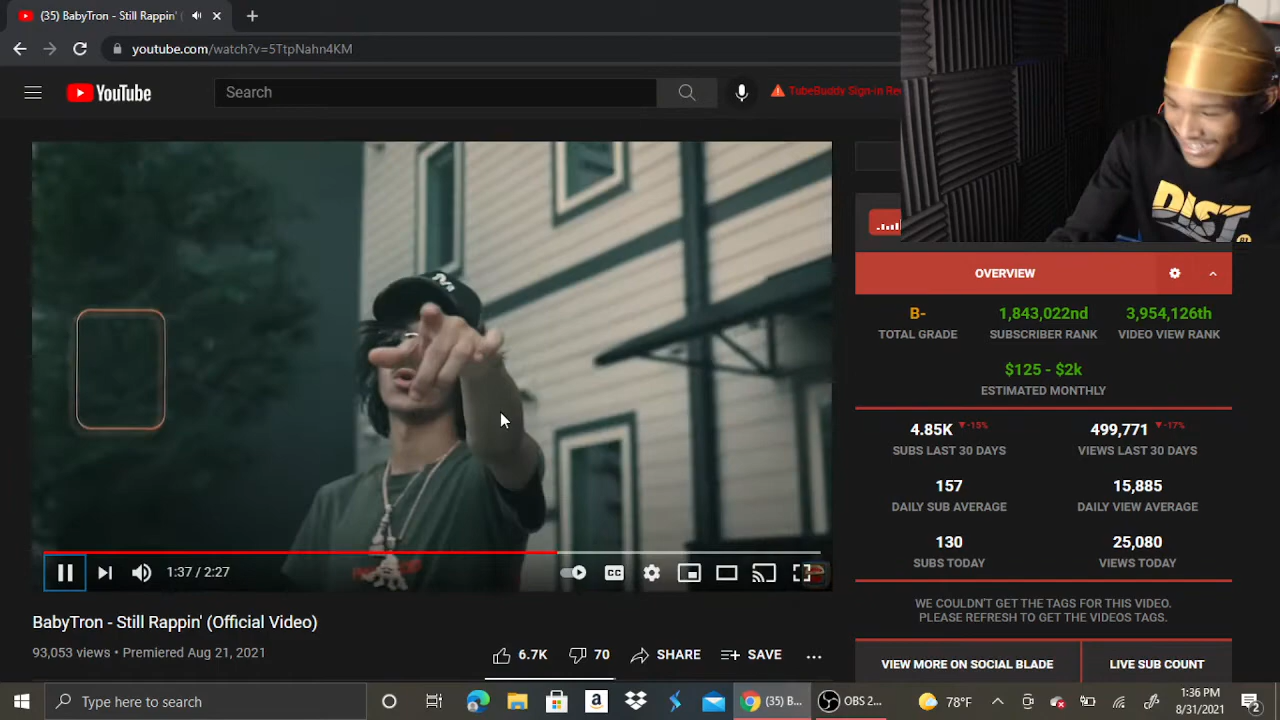 (35) BabyTron - Still Rappin'
youtube.com/watch?v=5TtpNahn4KM
YouTube
Search
TubeBuddy Sign-in Re
DIST
OVERVIEW
B-
1,843,022nd
3,954,126th
TOTAL GRADE
SUBSCRIBER RANK
VIDEO VIEW RANK
$125 - $2k
ESTIMATED MONTHLY
4.85K -15%
499,771 -17%
SUBS LAST 30 DAYS
VIEWS LAST 30 DAYS
157
15,885
DAILY SUB AVERAGE
DAILY VIEW AVERAGE
130
25,080
SUBS TODAY
VIEWS TODAY
CC
1:37 / 2:27
WE COULDN'T GET THE TAGS FOR THIS VIDEO.
PLEASE REFRESH TO GET THE VIDEOS TAGS.
BabyTron - Still Rappin' (Official Video)
93,053 views • Premiered Aug 21, 2021
6.7K
70
SHARE
SAVE
VIEW MORE ON SOCIAL BLADE
LIVE SUB COUNT
Type here to search
(35) B...
OBS 2...
78°F
1:36 PM
8/31/2021
2